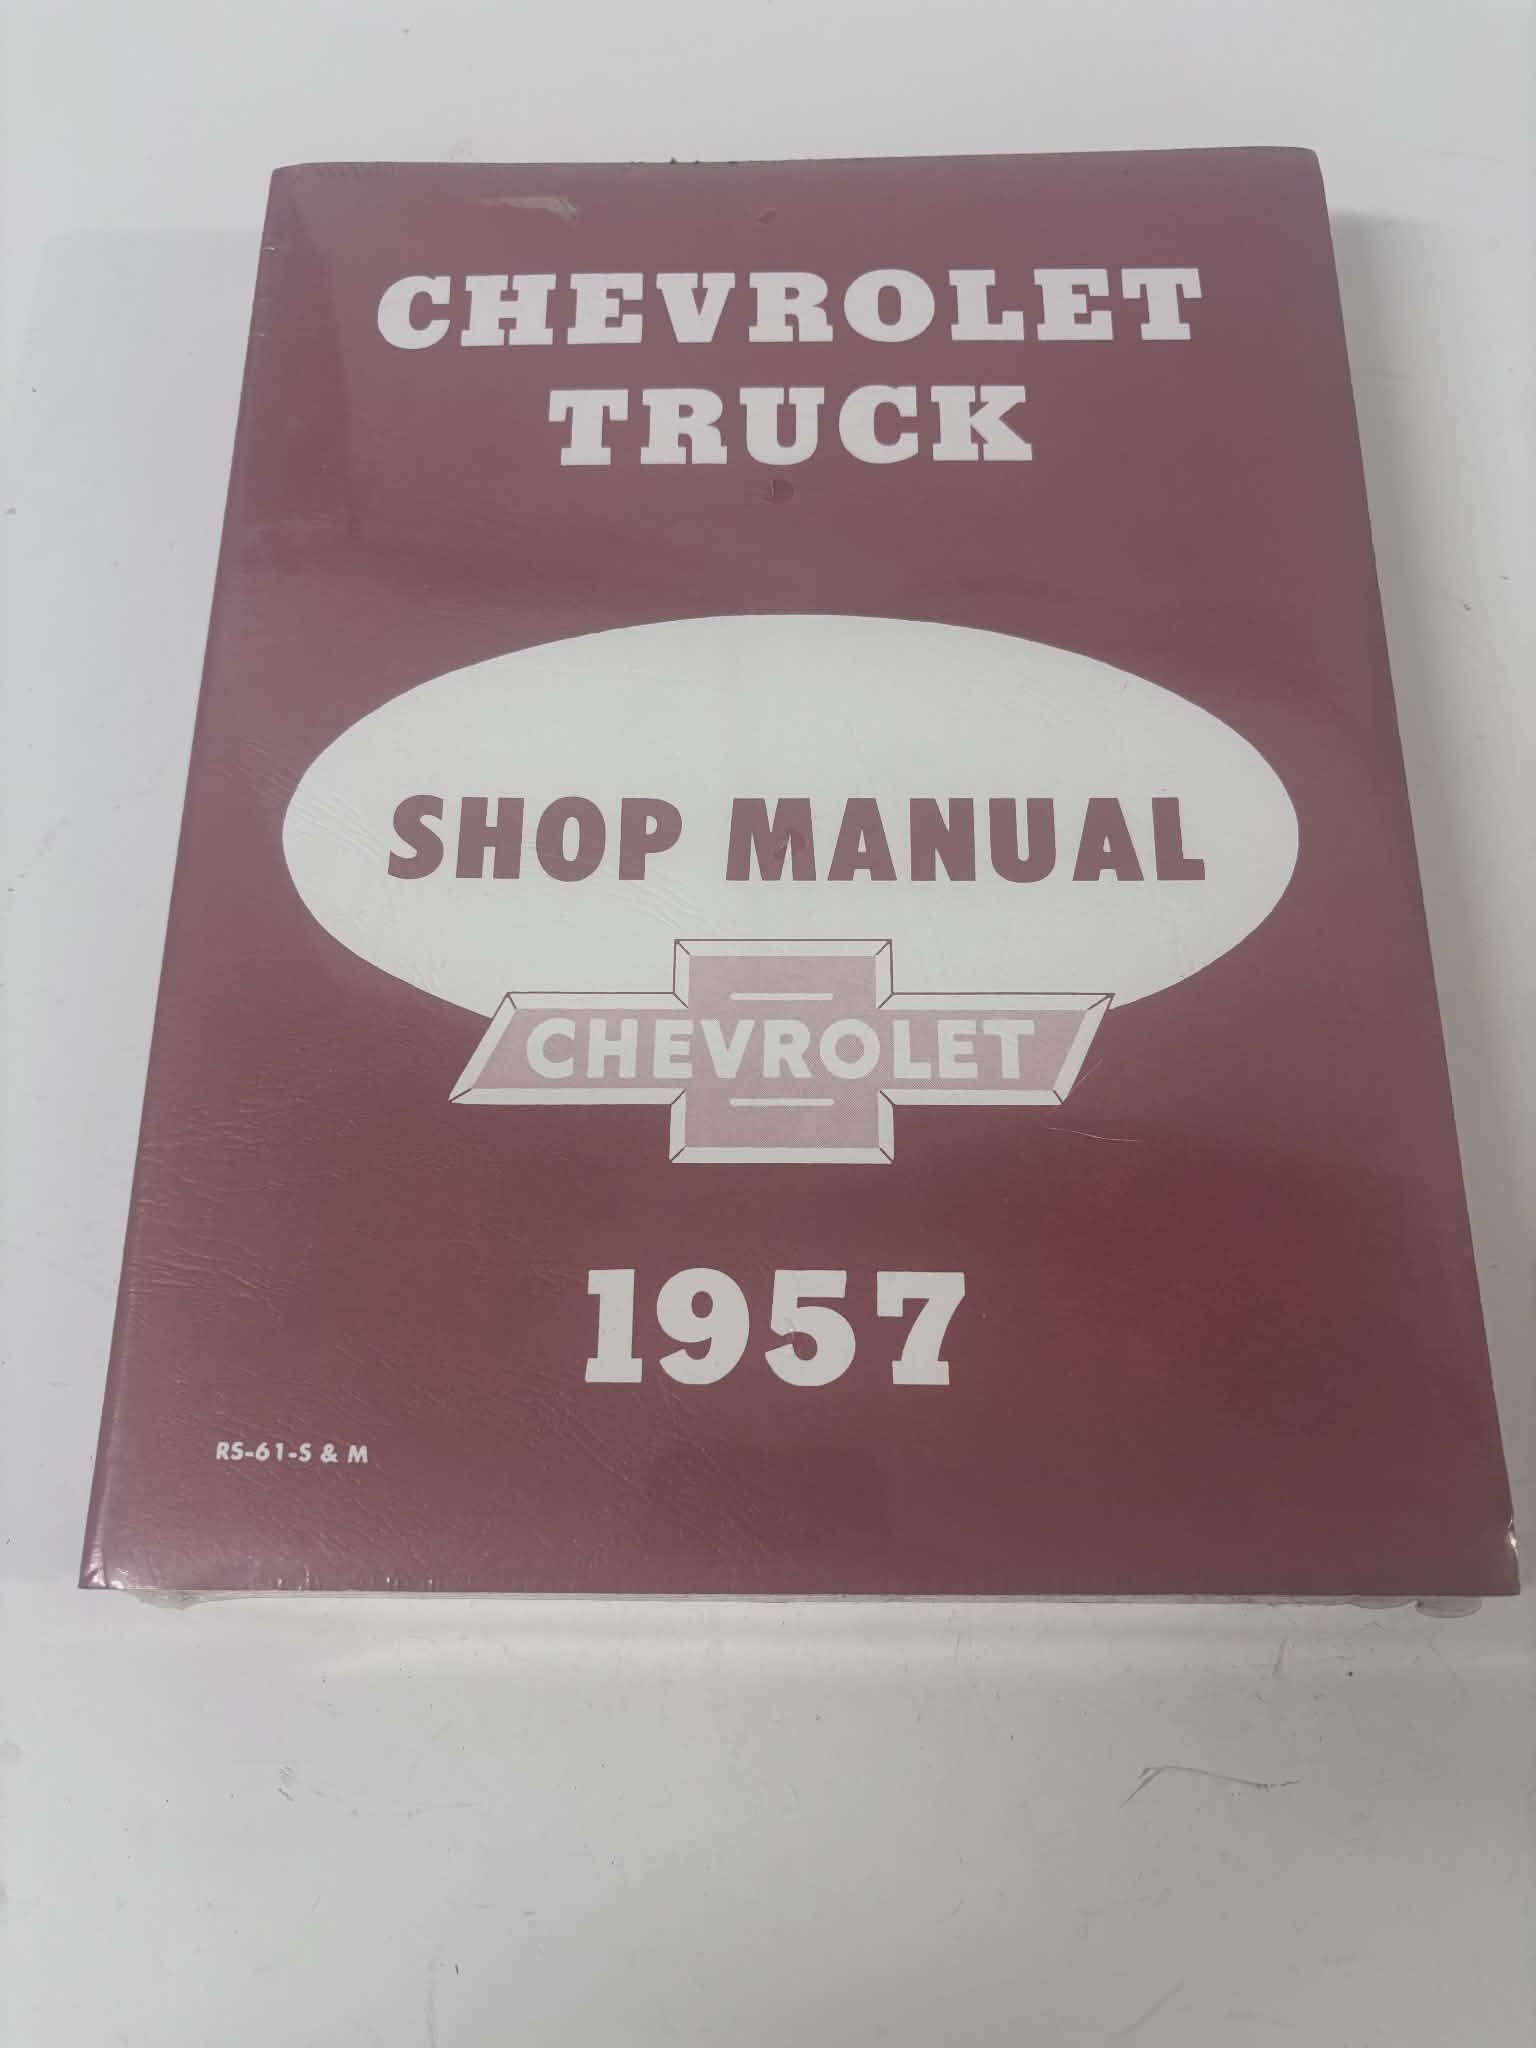 CHEVROLET
TRUCK
SHOP MANUAL
CHEVROLET
1957
RS-61-S & M